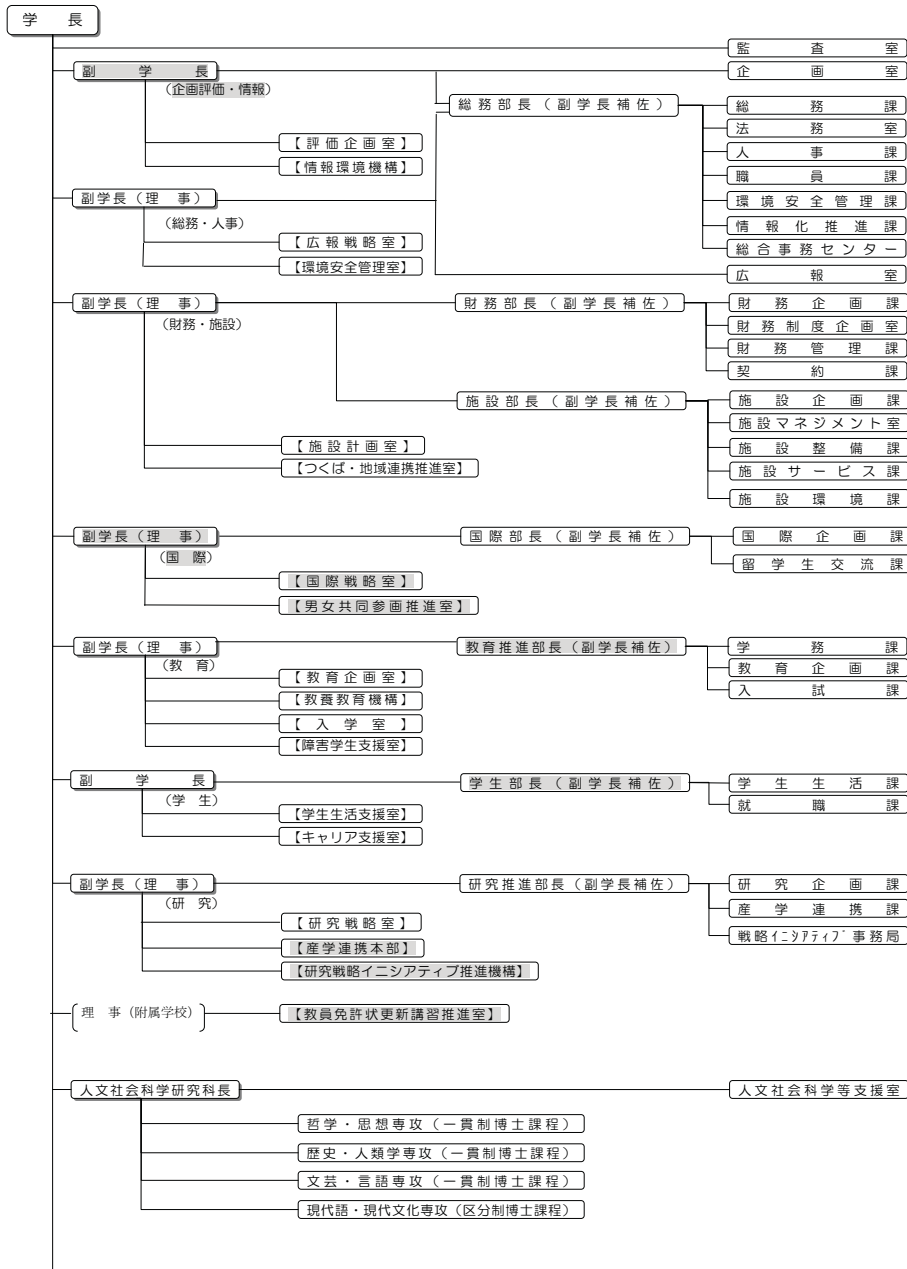 学 長
監 査 室
副 学 長
企 画 室
（企画評価・情報）
総務部長（副学長補佐）
総 務 課
法 務 室
【評価企画室】
人 事 課
【情報環境機構】
職 員 課
副学長（理 事）
環境安全管理課
（総務・人事）
情報化推進課
【広報戦略室】
総合事務センター
【環境安全管理室】
広 報 室
副学長（理 事）
財務部長（副学長補佐）
財 務 企 画 課
（財務・施設）
財務制度企画室
財 務 管 理 課
契 約 課
施設部長（副学長補佐）
施 設 企 画 課
施設マネジメント室
【施設計画室】
施 設 整 備 課
【つくば・地域連携推進室】
施設サービス課
施 設 環 境 課
副学長（理 事）
国際部長（副学長補佐）
国 際 企 画 課
（国 際）
留学生交流課
【国際戦略室】
【男女共同参画推進室】
副学長（理 事）
教育推進部長（副学長補佐）
学 務 課
（教 育）
教 育 企 画 課
【教育企画室】
入 試 課
【教養教育機構】
【 入 学 室 】
【障害学生支援室】
副 学 長
学生部長（副学長補佐）
学 生 生 活 課
（学 生）
就 職 課
【学生生活支援室】
【キャリア支援室】
副学長（理 事）
研究推進部長（副学長補佐）
研 究 企 画 課
（研 究）
産 学 連 携 課
【研究戦略室】
戦略ｲﾆｼｱﾃｨﾌﾞ事務局
【産学連携本部】
【研究戦略イニシアティブ推進機構】
理 事（附属学校）
【教員免許状更新講習推進室】
人文社会科学研究科長
人文社会科学等支援室
哲学・思想専攻（一貫制博士課程）
歴史・人類学専攻（一貫制博士課程）
文芸・言語専攻（一貫制博士課程）
現代語・現代文化専攻（区分制博士課程）